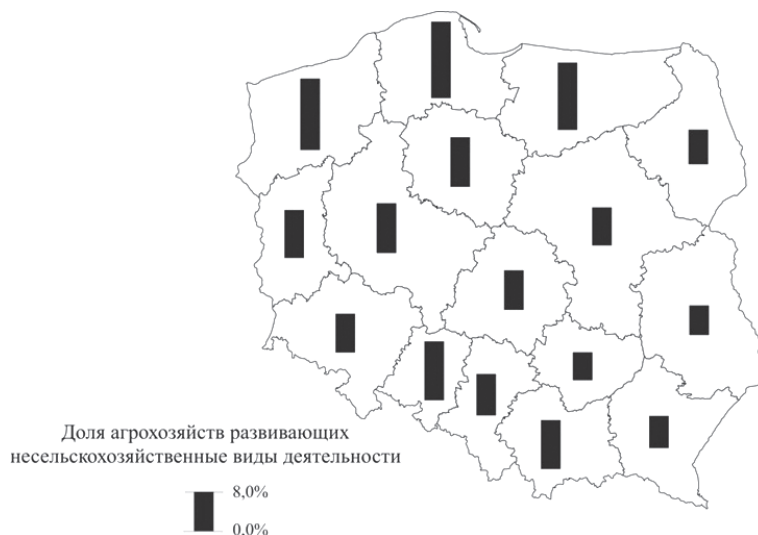 Доля агрохозяйств развивающих
несельскохозяйственные виды деятельности
8,0%
0,0%